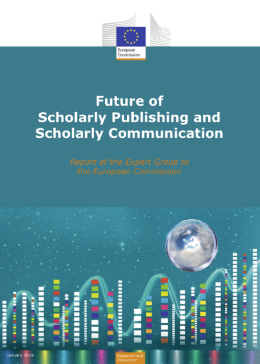 European
Commission
Future of
Scholarly Publishing and
Scholarly Communication
Report of the Expert Group to
the European Commission
January 2019
Research and
Innovation